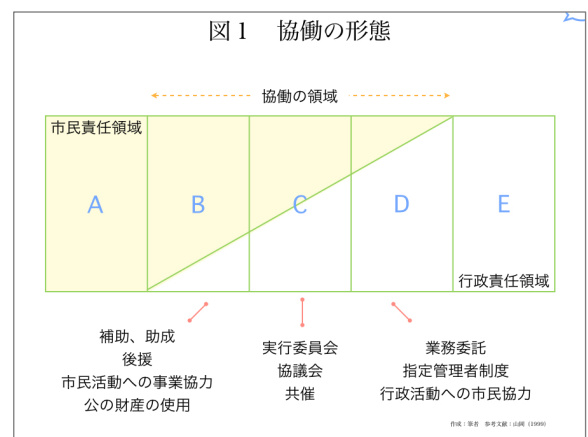 図1 協働の形態
協働の領域
市民責任領域
A
B
C
D
E
行政責任領域
補助、助成
後援
市民活動への事業協力
公の財産の使用
実行委員会
協議会
共催
業務委託
指定管理者制度
行政活動への市民協力
作成：筆者 参考文献：山岡（1999）